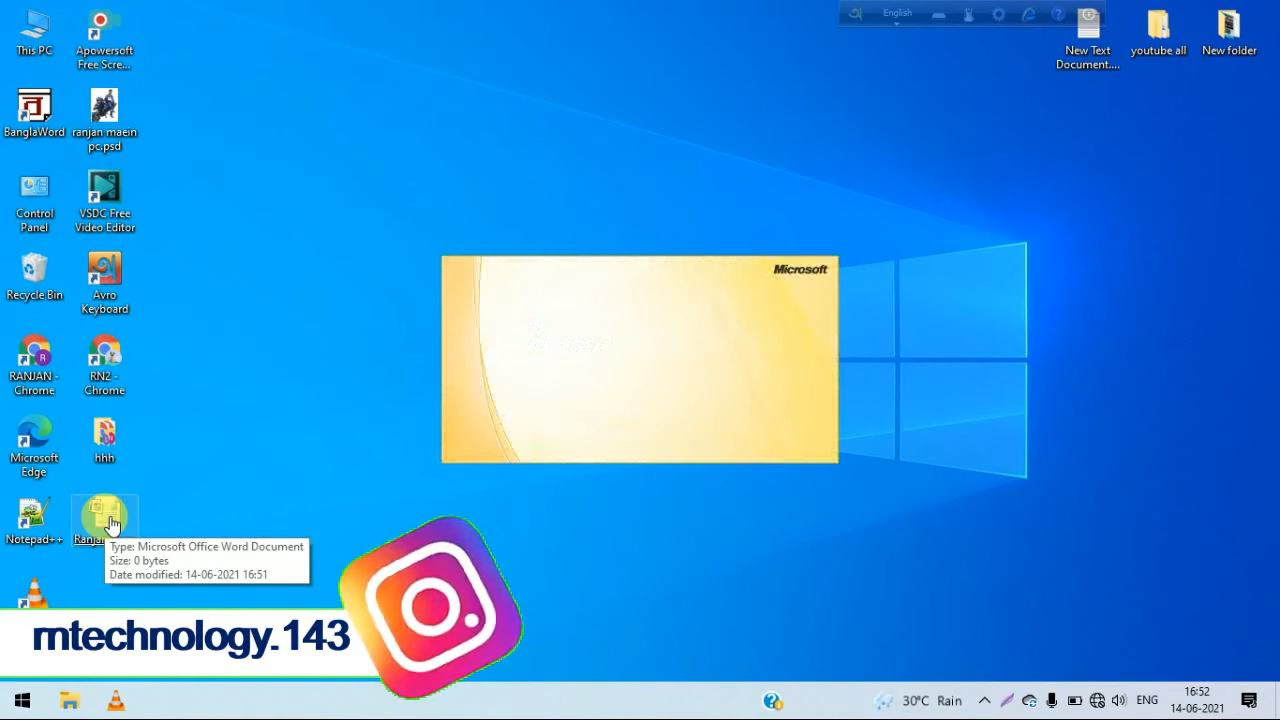 English
This PC
Apowersoft
Free Scre...
New Text
Document....
youtube all
New folder
BanglaWord
ranjan maein
pc.psd
Control
Panel
VSDC Free
Video Editor
Microsoft
Recycle Bin
Avro
Keyboard
RANJAN -
Chrome
RN2 -
Chrome
Microsoft
Edge
hhh
Notepad++
Type: Microsoft Office Word Document
Size: 0 bytes
Date modified: 14-06-2021 16:51
rntechnology.143
30°C Rain
ENG
16:52
14-06-2021